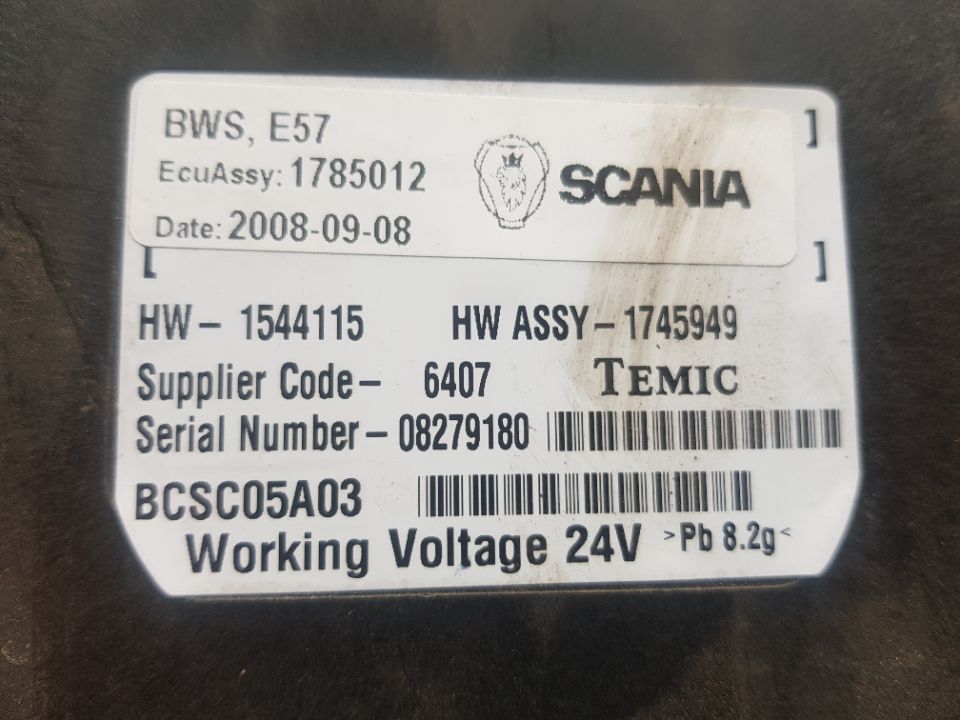 BWS, E57
EcuAssy: 1785012
SCANIA
Date: 2008-09-08
]
[ ]
HW - 1544115 HW ASSY - 1745949
Supplier Code - 6407 TEMIC
Serial Number - 08279180
BCSC05A03
Working Voltage 24V >Pb 8.2g<